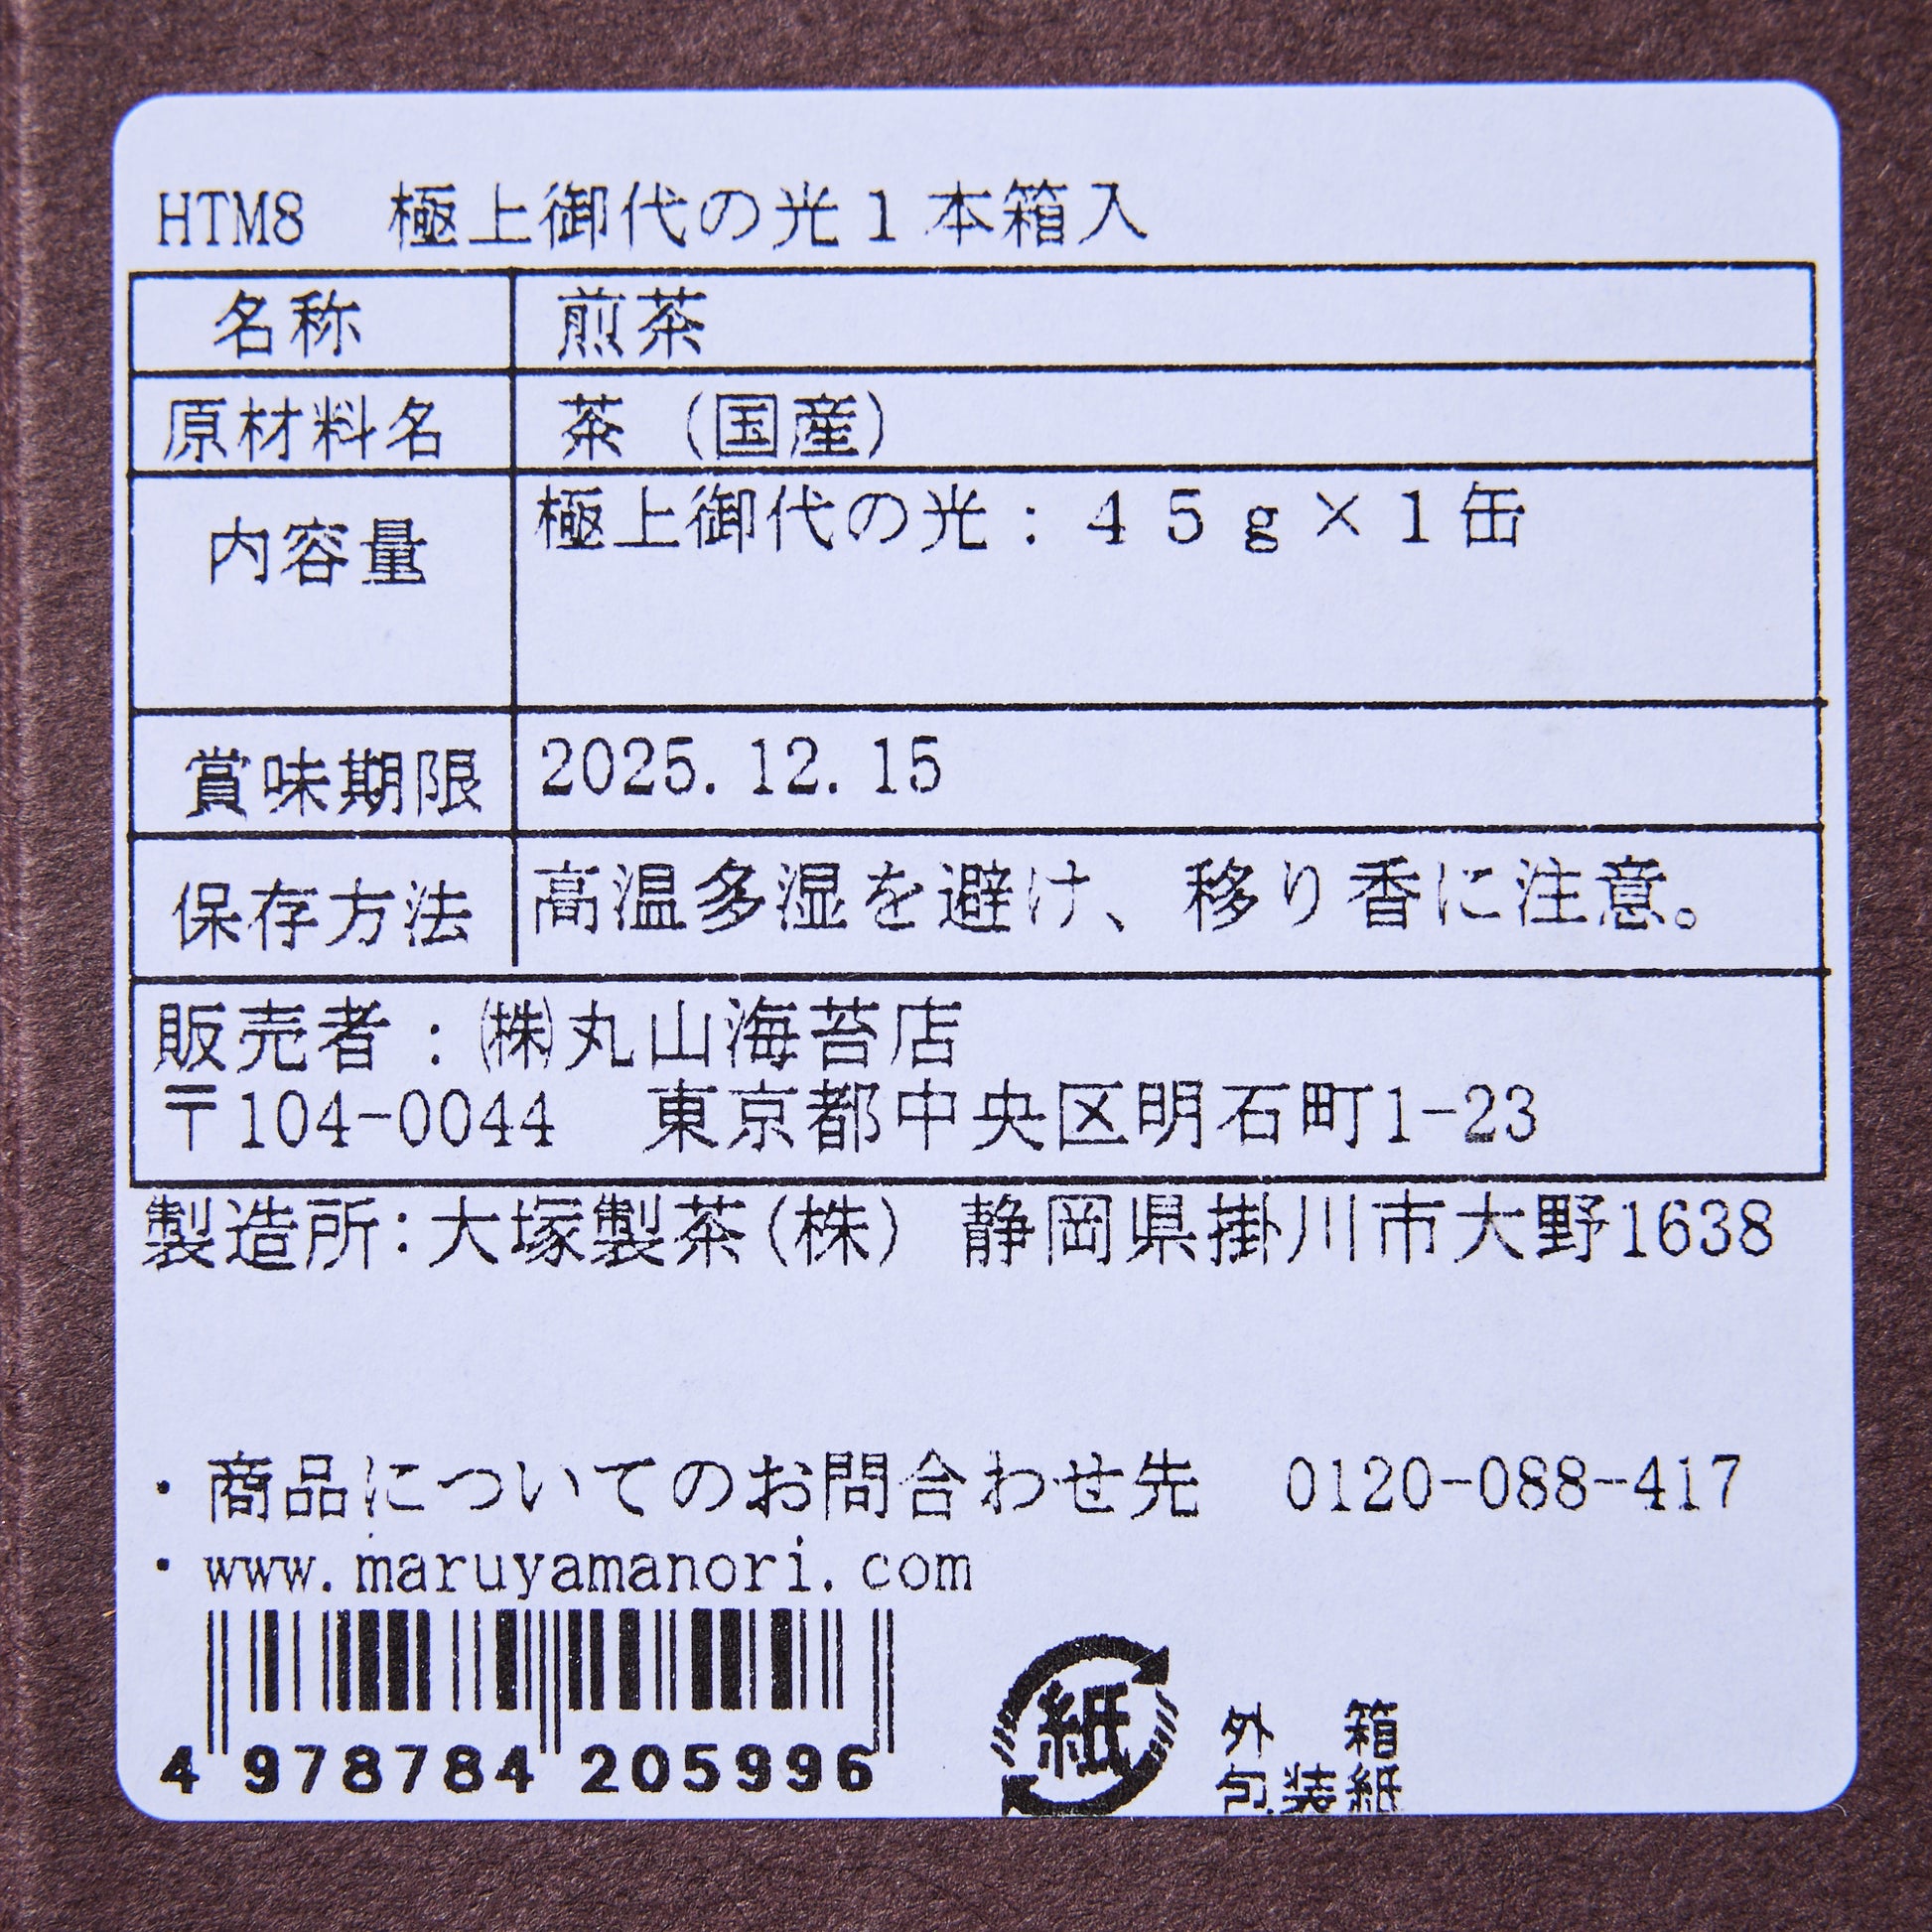 HTM8　極上御代の光１本箱入
名称　煎茶
原材料名　茶（国産）
内容量　極上御代の光：４５ｇ×１缶
賞味期限　2025.12.15
保存方法　高温多湿を避け、移り香に注意。
販売者：㈱丸山海苔店
〒104-0044　東京都中央区明石町1-23
製造所:大塚製茶(株)　静岡県掛川市大野1638
・商品についてのお問合わせ先　0120-088-417
・www.maruyamanori.com
4 978784 205996
紙
外　箱
包装紙